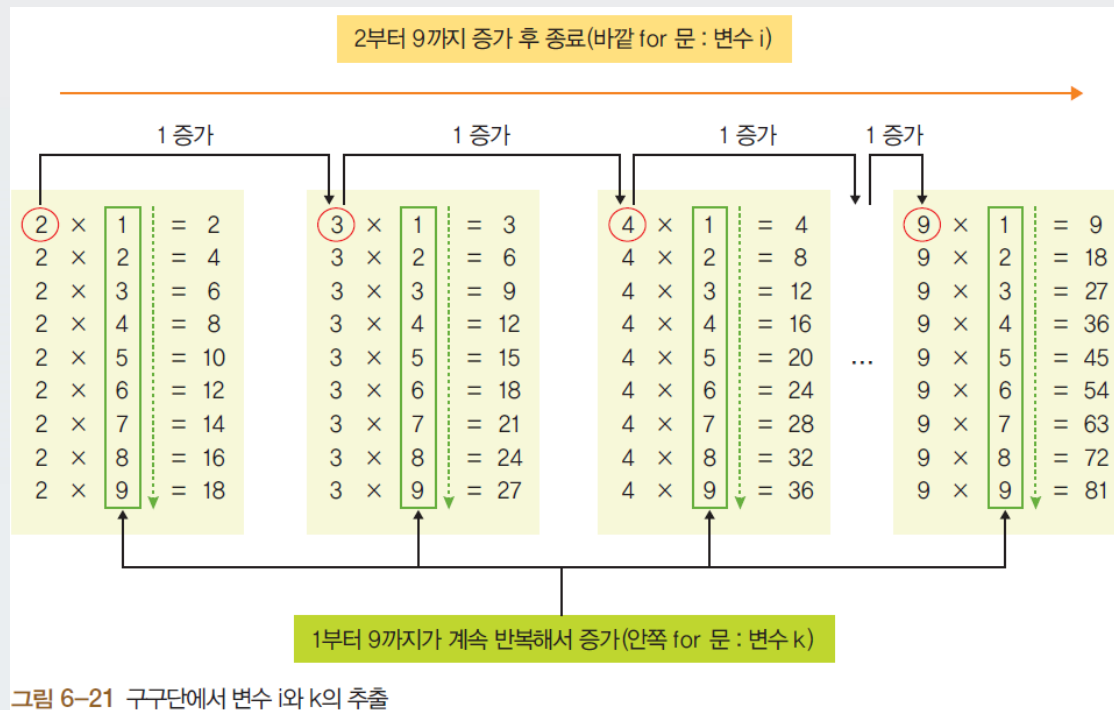 2부터 9까지 증가 후 종료(바깥 for 문 : 변수 i)
1 증가 1 증가 1 증가 1 증가
2 × 1 = 2 3 × 1 = 3 4 × 1 = 4 9 × 1 = 9
2 × 2 = 4 3 × 2 = 6 4 × 2 = 8 9 × 2 = 18
2 × 3 = 6 3 × 3 = 9 4 × 3 = 12 9 × 3 = 27
2 × 4 = 8 3 × 4 = 12 4 × 4 = 16 9 × 4 = 36
2 × 5 = 10 3 × 5 = 15 4 × 5 = 20 ... 9 × 5 = 45
2 × 6 = 12 3 × 6 = 18 4 × 6 = 24 9 × 6 = 54
2 × 7 = 14 3 × 7 = 21 4 × 7 = 28 9 × 7 = 63
2 × 8 = 16 3 × 8 = 24 4 × 8 = 32 9 × 8 = 72
2 × 9 = 18 3 × 9 = 27 4 × 9 = 36 9 × 9 = 81
1부터 9까지가 계속 반복해서 증가(안쪽 for 문 : 변수 k)
그림 6-21 구구단에서 변수 i와 k의 추출